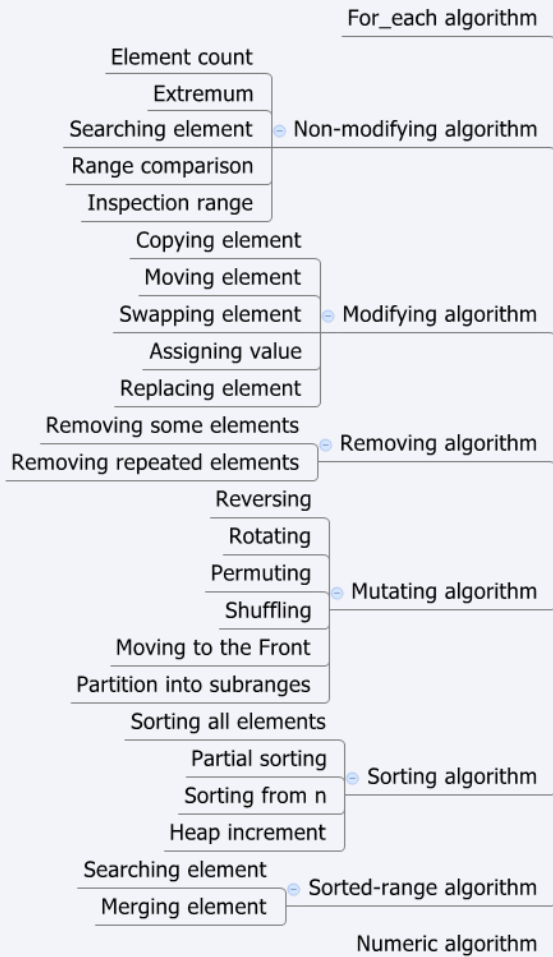 For_each algorithm
Element count
Extremum
Searching element
Range comparison
Inspection range
Non-modifying algorithm
Copying element
Moving element
Swapping element
Assigning value
Replacing element
Modifying algorithm
Removing some elements
Removing repeated elements
Removing algorithm
Reversing
Rotating
Permuting
Shuffling
Moving to the Front
Partition into subranges
Mutating algorithm
Sorting all elements
Partial sorting
Sorting from n
Heap increment
Sorting algorithm
Searching element
Merging element
Sorted-range algorithm
Numeric algorithm